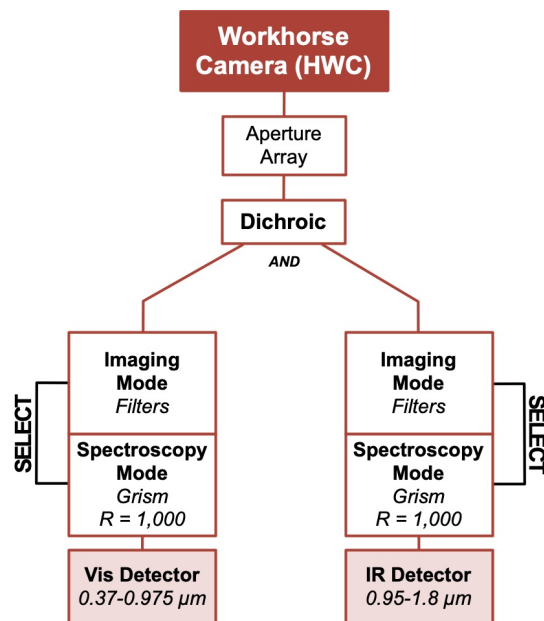 Workhorse
Camera (HWC)
Aperture
Array
Dichroic
AND
Imaging
Mode
Filters
SELECT
Spectroscopy
Mode
Grism
R = 1,000
Vis Detector
0.37-0.975 μm
Imaging
Mode
Filters
SELECT
Spectroscopy
Mode
Grism
R = 1,000
IR Detector
0.95-1.8 μm